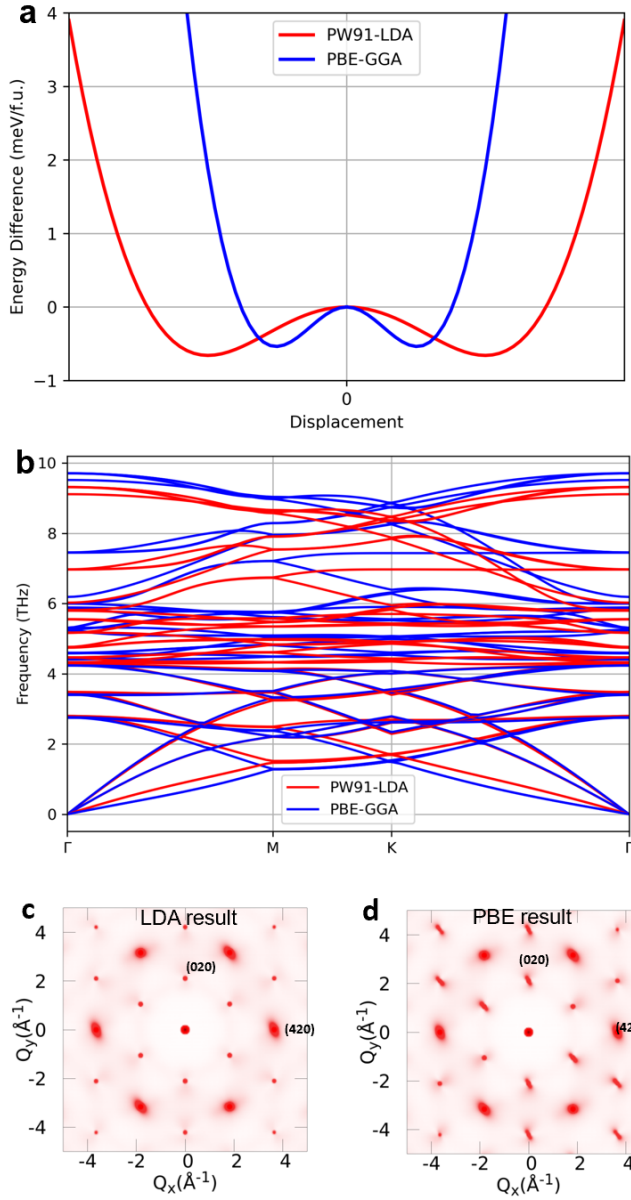 a
PW91-LDA
PBE-GGA
Energy Difference (meV/f.u.)
4
3
2
1
0
−1
0
Displacement
b
Frequency (THz)
10
8
6
4
2
0
PW91-LDA
PBE-GGA
Γ M K Γ
c
LDA result
(020)
(420)
Qy(Å⁻¹)
4
2
0
-2
-4
-4 -2 0 2 4
Qx(Å⁻¹)
d
PBE result
(020)
(42
Qy(Å⁻¹)
4
2
0
-2
-4
-4 -2 0 2 4
Qx(Å⁻¹)